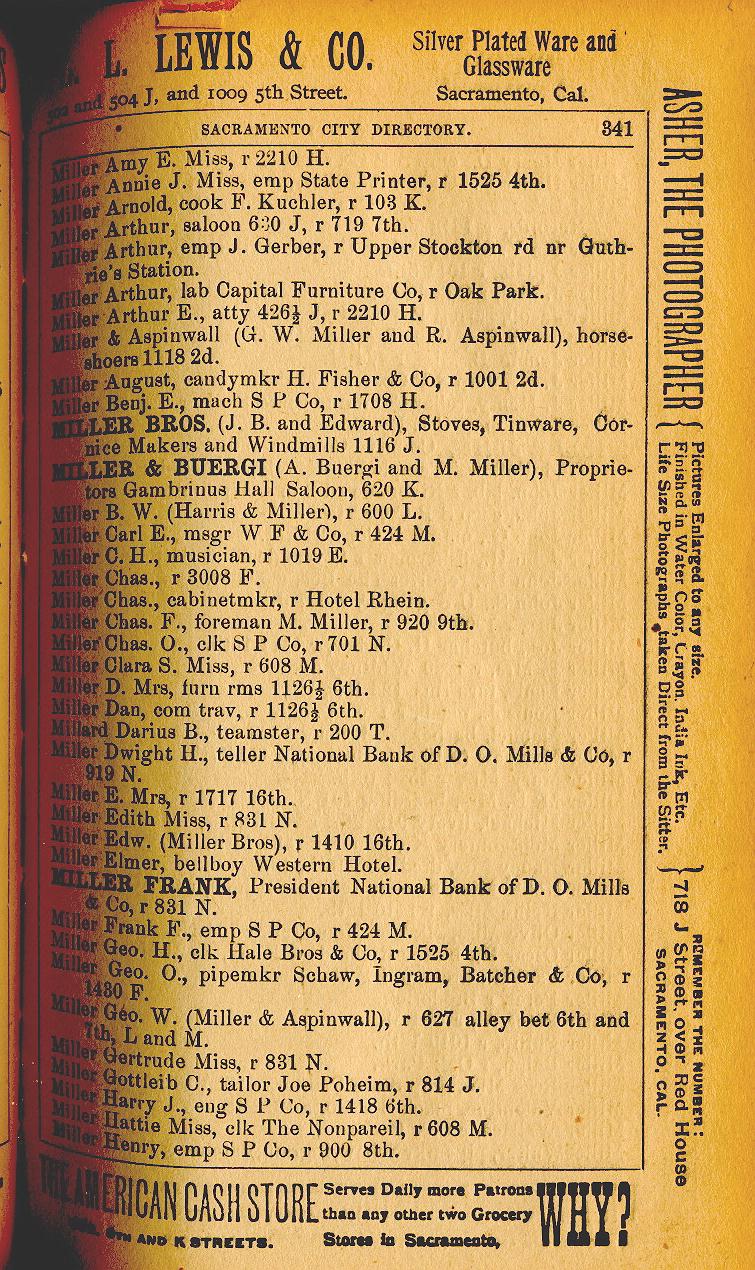 L. LEWIS & CO.
Silver Plated Ware and
Glassware
502 and 504 J, and 1009 5th Street.
Sacramento, Cal.
SACRAMENTO CITY DIRECTORY. 341
Miller Amy E. Miss, r 2210 H.
Miller Annie J. Miss, emp State Printer, r 1525 4th.
Miller Arnold, cook F. Kuchler, r 103 K.
Miller Arthur, saloon 630 J, r 719 7th.
Miller Arthur, emp J. Gerber, r Upper Stockton rd nr Guth-
rie's Station.
Miller Arthur, lab Capital Furniture Co, r Oak Park.
Miller Arthur E., atty 426½ J, r 2210 H.
Miller & Aspinwall (G. W. Miller and R. Aspinwall), horse-
shoers 1118 2d.
Miller August, candymkr H. Fisher & Co, r 1001 2d.
Miller Benj. E., mach S P Co, r 1708 H.
MILLER BROS. (J. B. and Edward), Stoves, Tinware, Cor-
nice Makers and Windmills 1116 J.
MILLER & BUERGI (A. Buergi and M. Miller), Proprie-
tors Gambrinus Hall Saloon, 620 K.
Miller B. W. (Harris & Miller), r 600 L.
Miller Carl E., msgr W F & Co, r 424 M.
Miller C. H., musician, r 1019 E.
Miller Chas., r 3008 F.
Miller Chas., cabinetmkr, r Hotel Rhein.
Miller Chas. F., foreman M. Miller, r 920 9th.
Miller Chas. O., clk S P Co, r 701 N.
Miller Clara S. Miss, r 608 M.
Miller D. Mrs, furn rms 1126½ 6th.
Miller Dan, com trav, r 1126½ 6th.
Millard Darius B., teamster, r 200 T.
Miller Dwight H., teller National Bank of D. O. Mills & Co, r
919 N.
Miller E. Mrs, r 1717 16th.
Miller Edith Miss, r 831 N.
Miller Edw. (Miller Bros), r 1410 16th.
Miller Elmer, bellboy Western Hotel.
MILLER FRANK, President National Bank of D. O. Mills
& Co, r 831 N.
Miller Frank F., emp S P Co, r 424 M.
Miller Geo. H., clk Hale Bros & Co, r 1525 4th.
Miller Geo. O., pipemkr Schaw, Ingram, Batcher & Co, r
1430 F.
Miller Geo. W. (Miller & Aspinwall), r 627 alley bet 6th and
7th, L and M.
Miller Gertrude Miss, r 831 N.
Miller Gottleib C., tailor Joe Poheim, r 814 J.
Miller Harry J., eng S P Co, r 1418 6th.
Miller Hattie Miss, clk The Nonpareil, r 608 M.
Miller Henry, emp S P Co, r 900 8th.
THE AMERICAN CASH STORE
8TH AND K STREETS.
Serves Daily more Patrons
than any other two Grocery
Stores in Sacramento,
WHY?
ASHER, THE PHOTOGRAPHER
Pictures Enlarged to any size.
Finished in Water Color, Crayon, India Ink, Etc.
Life Size Photographs taken Direct from the Sitter.
REMEMBER THE NUMBER:
718 J Street, over Red House
SACRAMENTO, CAL.